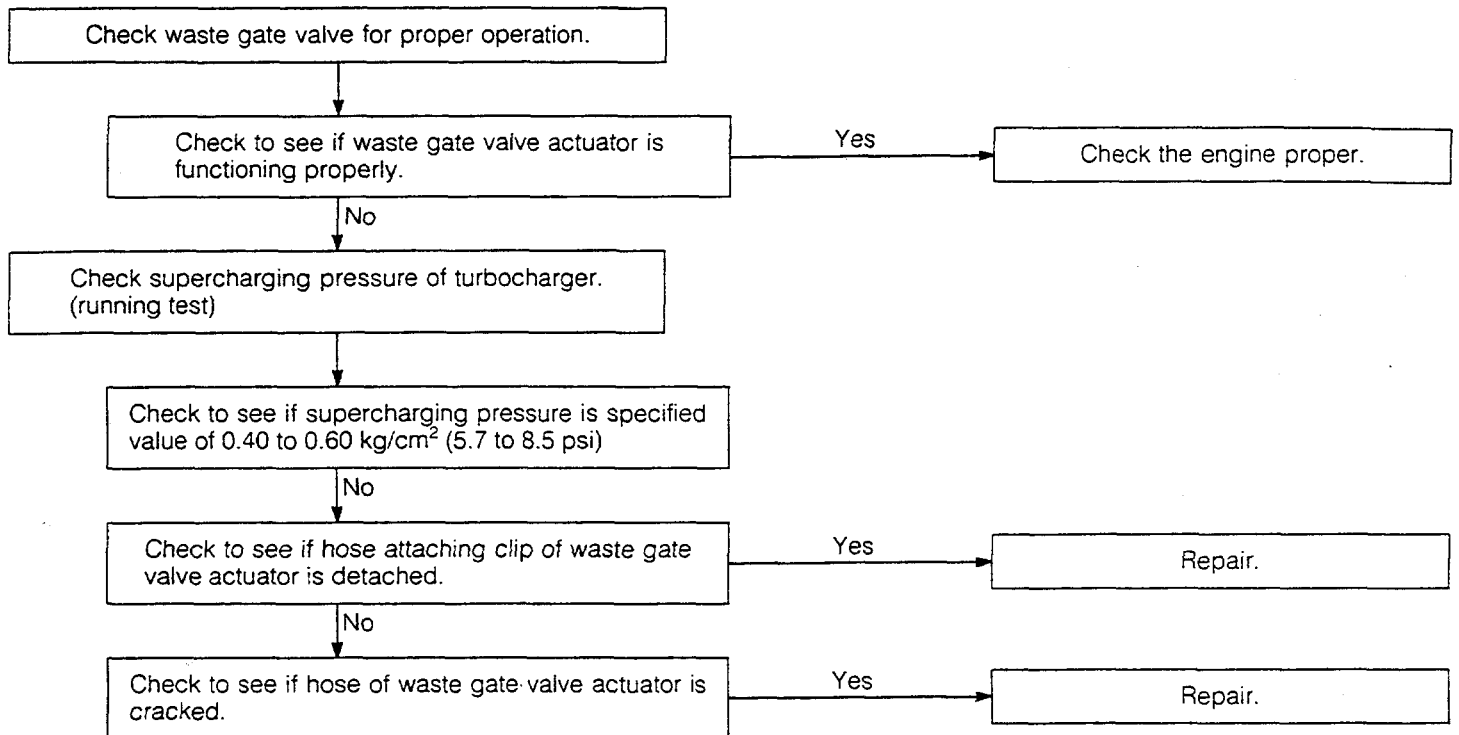 Check waste gate valve for proper operation.
Check to see if waste gate valve actuator is
functioning properly.
Yes
Check the engine proper.
No
Check supercharging pressure of turbocharger.
(running test)
Check to see if supercharging pressure is specified
value of 0.40 to 0.60 kg/cm² (5.7 to 8.5 psi)
No
Check to see if hose attaching clip of waste gate
valve actuator is detached.
Yes
Repair.
No
Check to see if hose of waste gate valve actuator is
cracked.
Yes
Repair.